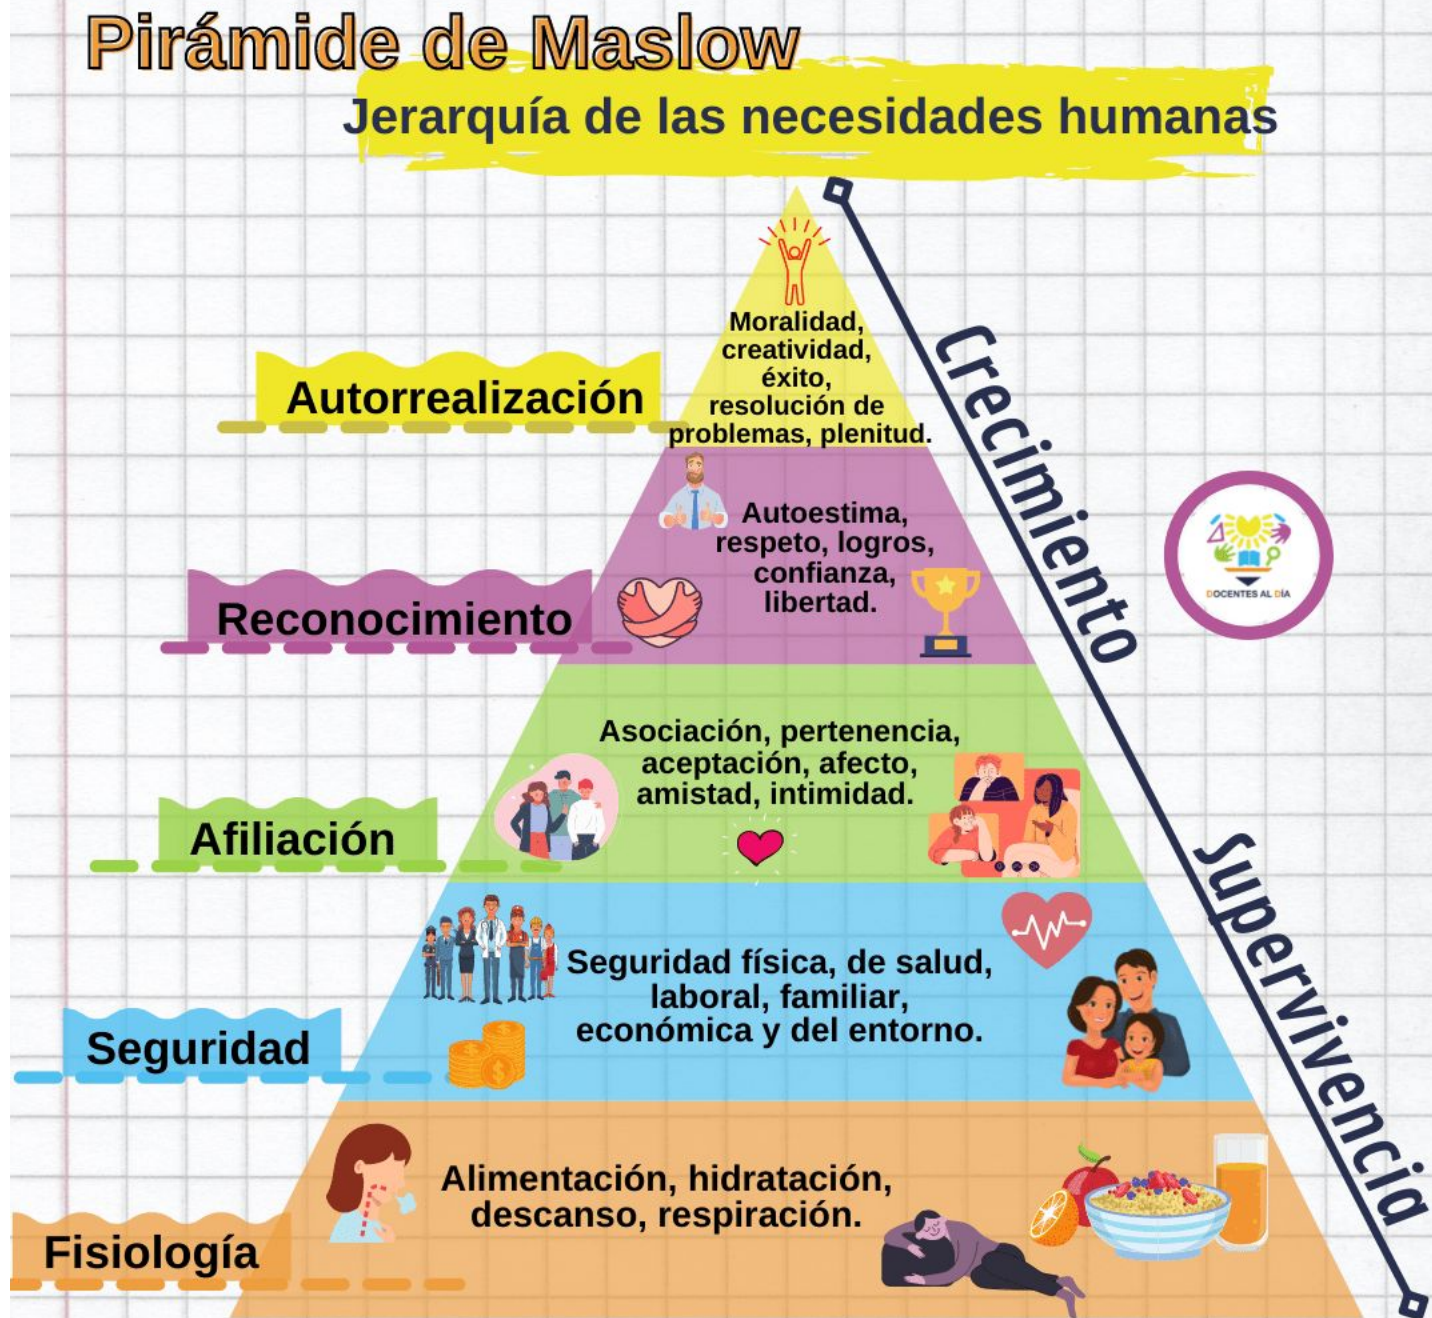 Pirámide de Maslow
Jerarquía de las necesidades humanas
Moralidad,
creatividad,
éxito,
resolución de
problemas, plenitud.
Autorrealización
Crecimiento
Autoestima,
respeto, logros,
confianza,
libertad.
Reconocimiento
DOCENTES AL DÍA
Asociación, pertenencia,
aceptación, afecto,
amistad, intimidad.
Afiliación
Supervivencia
Seguridad física, de salud,
laboral, familiar,
económica y del entorno.
Seguridad
Alimentación, hidratación,
descanso, respiración.
Fisiología